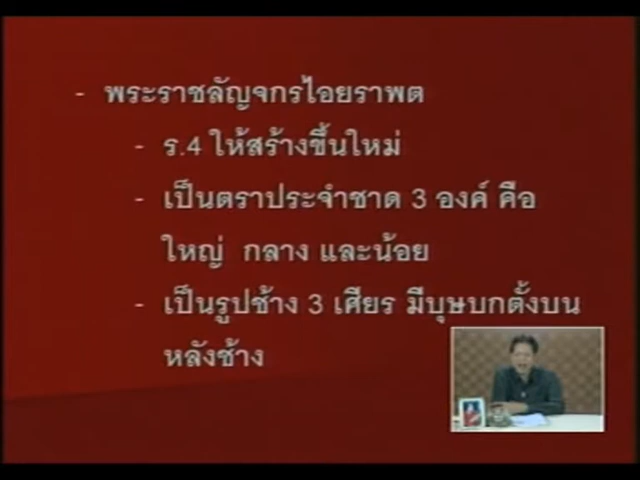 - พระราชลัญจกรไอยราพต
- ร.4 ให้สร้างขึ้นใหม่
- เป็นตราประจำชาด 3 องค์ คือ
ใหญ่ กลาง และน้อย
- เป็นรูปช้าง 3 เศียร มีบุษบกตั้งบน
หลังช้าง